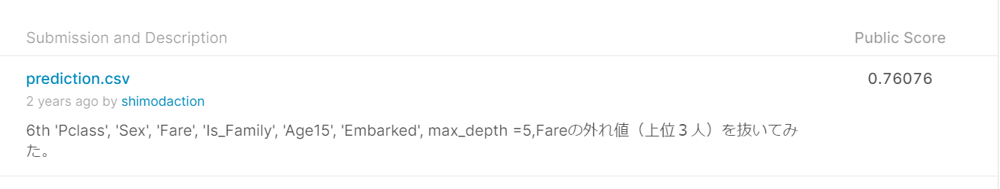 Submission and Description Public Score
prediction.csv 0.76076
2 years ago by shimodaction
6th 'Pclass', 'Sex', 'Fare', 'Is_Family', 'Age15', 'Embarked', max_depth =5,Fareの外れ値（上位３人）を抜いてみ
た。